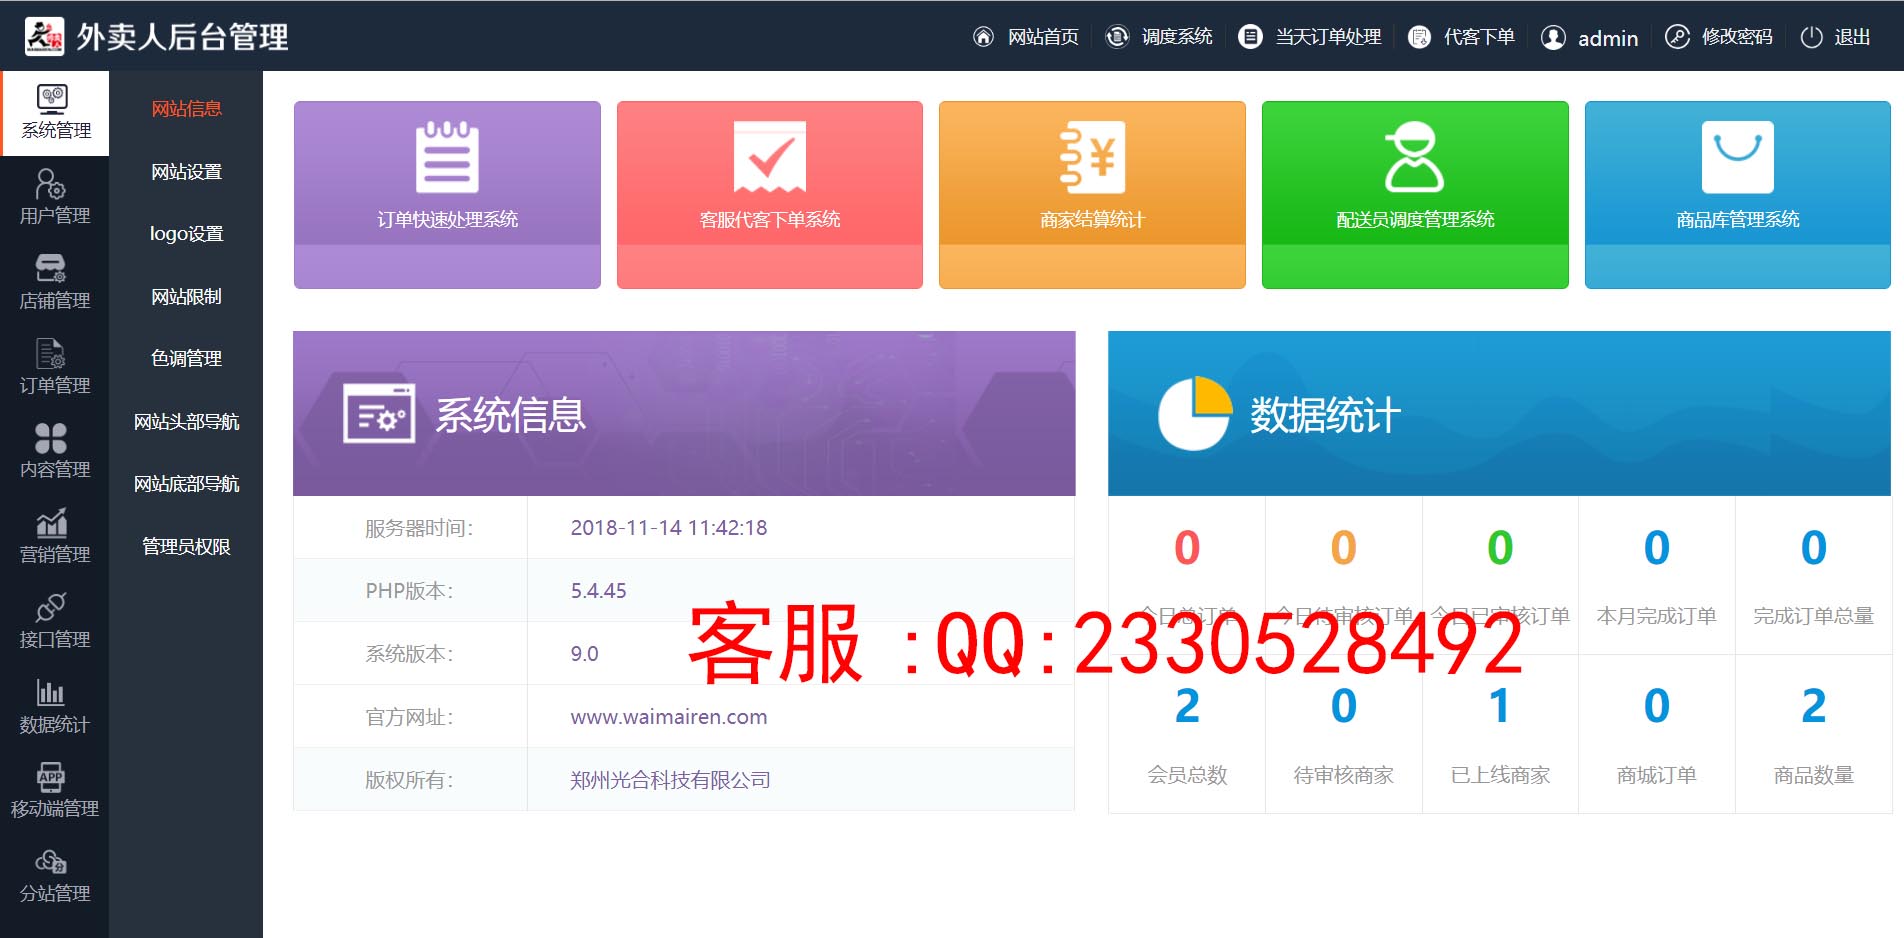 外卖人后台管理
网站首页
调度系统
当天订单处理
代客下单
admin
修改密码
退出
系统管理
用户管理
店铺管理
订单管理
内容管理
营销管理
接口管理
数据统计
APP
移动端管理
分
分站管理
网站信息
网站设置
logo设置
网站限制
色调管理
网站头部导航
网站底部导航
管理员权限
订单快速处理系统
客服代客下单系统
¥
商家结算统计
配送员调度管理系统
商品库管理系统
系统信息
服务器时间: 2018-11-14 11:42:18
PHP版本: 5.4.45
系统版本: 9.0
官方网址: www.waimairen.com
版权所有: 郑州光合科技有限公司
数据统计
0 0 0 0 0
今日总订单 今日待审核订单 今日已审核订单 本月完成订单 完成订单总量
2 0 1 0 2
会员总数 待审核商家 已上线商家 商城订单 商品数量
客服 :QQ:2330528492